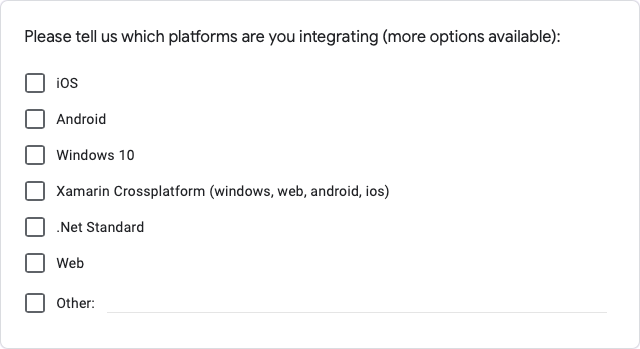 Please tell us which platforms are you integrating (more options available):
iOS
Android
Windows 10
Xamarin Crossplatform (windows, web, android, ios)
.Net Standard
Web
Other: